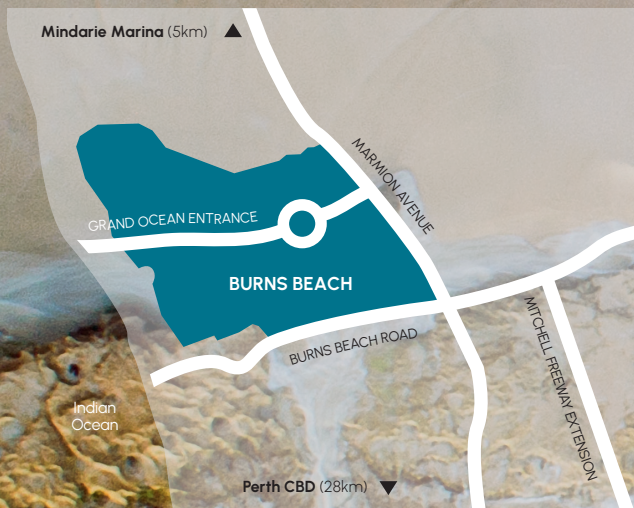 Mindarie Marina (5km)
MARMION AVENUE
GRAND OCEAN ENTRANCE
BURNS BEACH
BURNS BEACH ROAD
MITCHELL FREEWAY EXTENSION
Indian
Ocean
Perth CBD (28km)